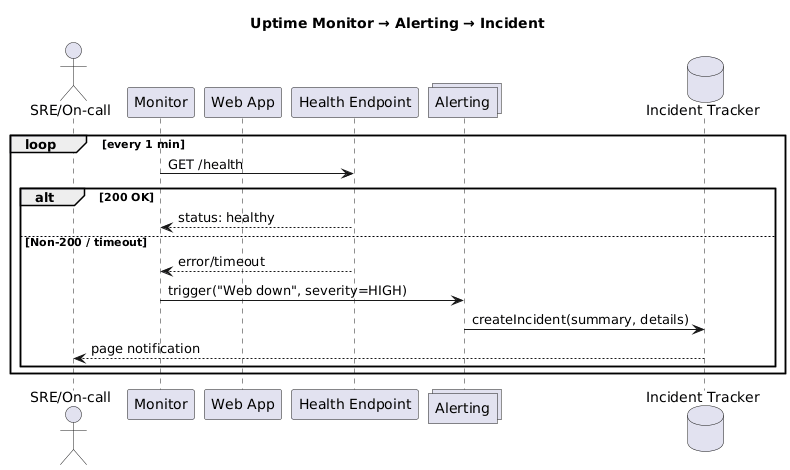 Uptime Monitor → Alerting → Incident
SRE/On-call
Monitor
Web App
Health Endpoint
Alerting
Incident Tracker
loop [every 1 min]
GET /health
alt [200 OK]
status: healthy
[Non-200 / timeout]
error/timeout
trigger("Web down", severity=HIGH)
createIncident(summary, details)
page notification
SRE/On-call
Monitor
Web App
Health Endpoint
Alerting
Incident Tracker